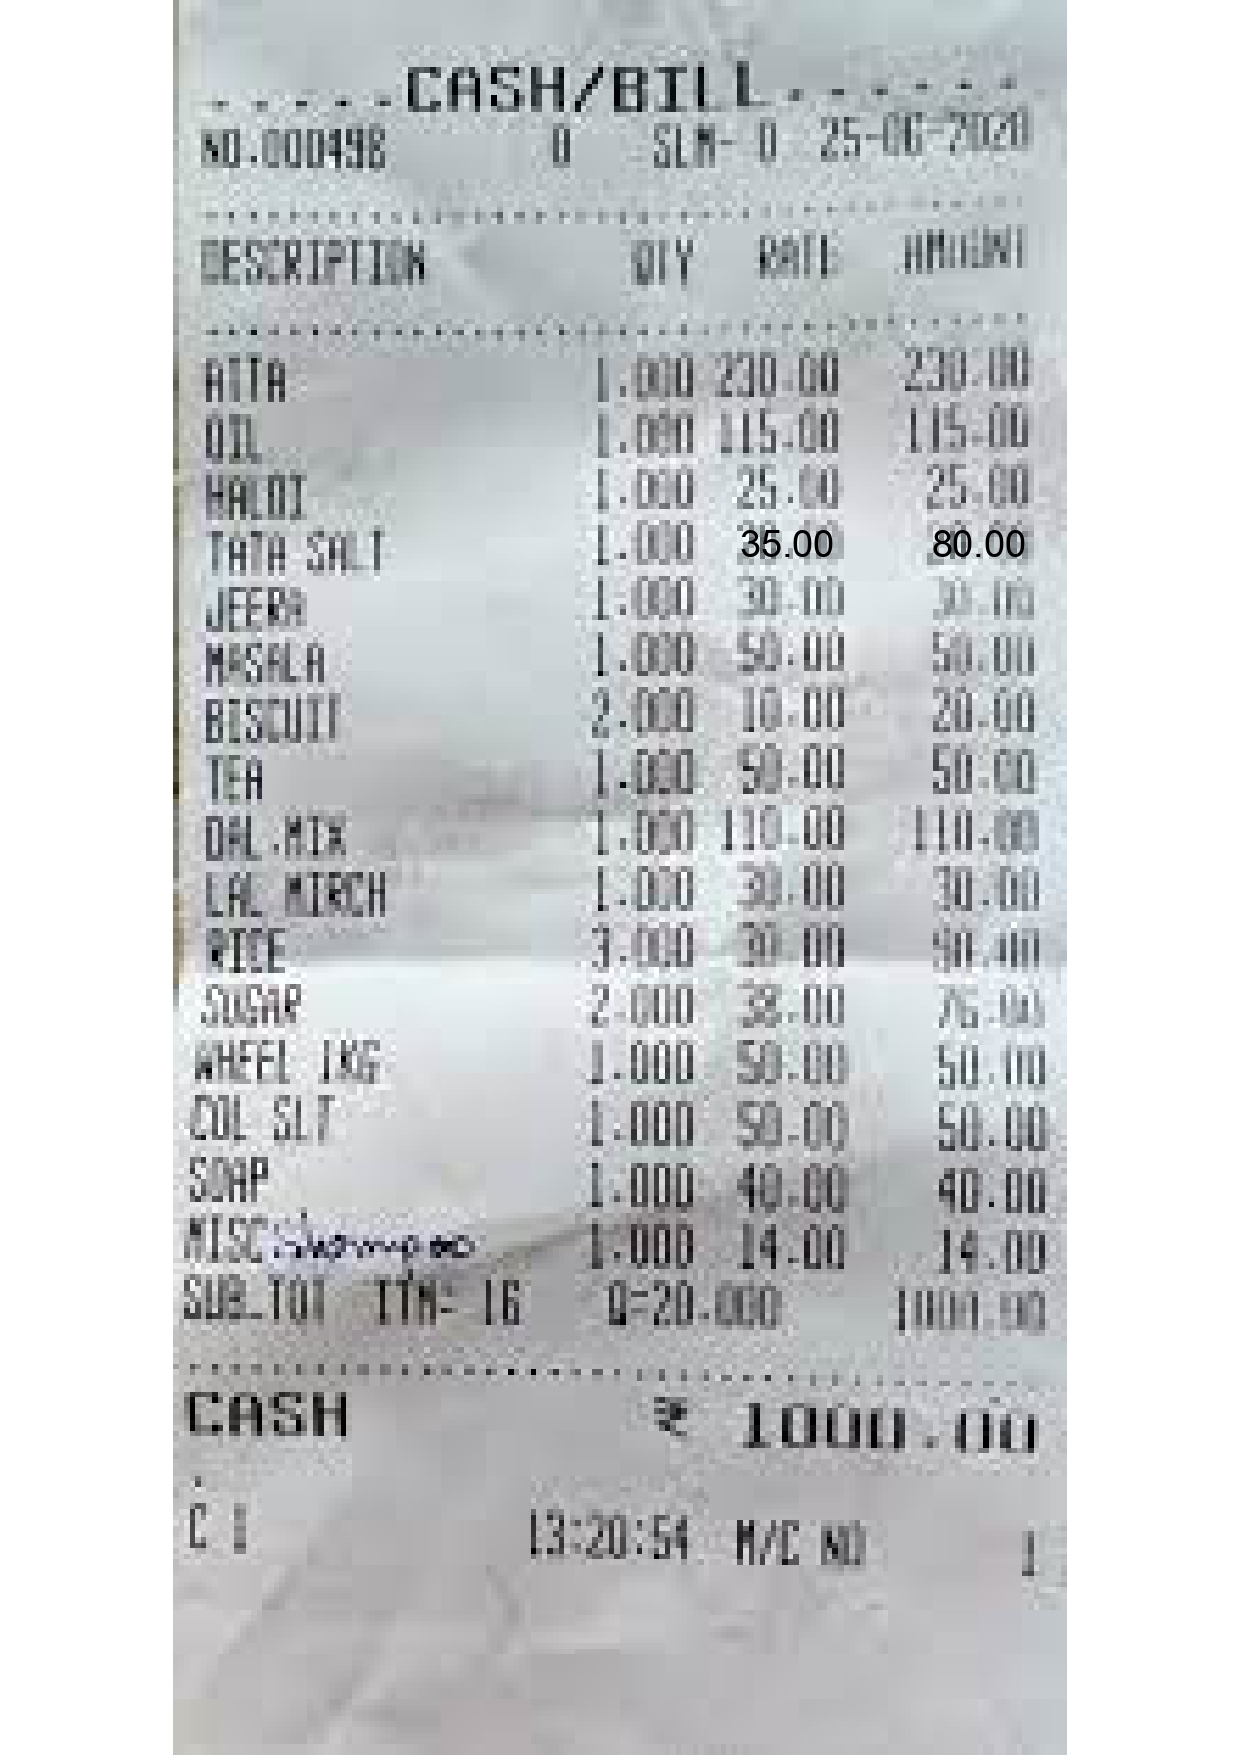 .....CASH/BILL......
NO.000498 0 SLM- 0 25-06-2020
DESCRIPTION QTY RATE AMOUNT
ATTA 1.000 230.00 230.00
OIL 1.000 115.00 115.00
HALDI 1.000 25.00 25.00
TATA SALT 1.000 35.00 80.00
JEERA 1.000 30.00 30.00
MASALA 1.000 50.00 50.00
BISCUIT 2.000 10.00 20.00
TEA 1.000 50.00 50.00
DAL.MIX 1.000 110.00 110.00
LAL MIRCH 1.000 30.00 30.00
RICE 3.000 30.00 90.00
SUGAR 2.000 38.00 76.00
WHEEL 1KG 1.000 50.00 50.00
COL SLT 1.000 50.00 50.00
SOAP 1.000 40.00 40.00
MISC shampoo 1.000 14.00 14.00
SUB.TOT ITM= 16 Q=20.000 1000.00
CASH ₹ 1000.00
.
C 1 13:20:54 M/C NO 1